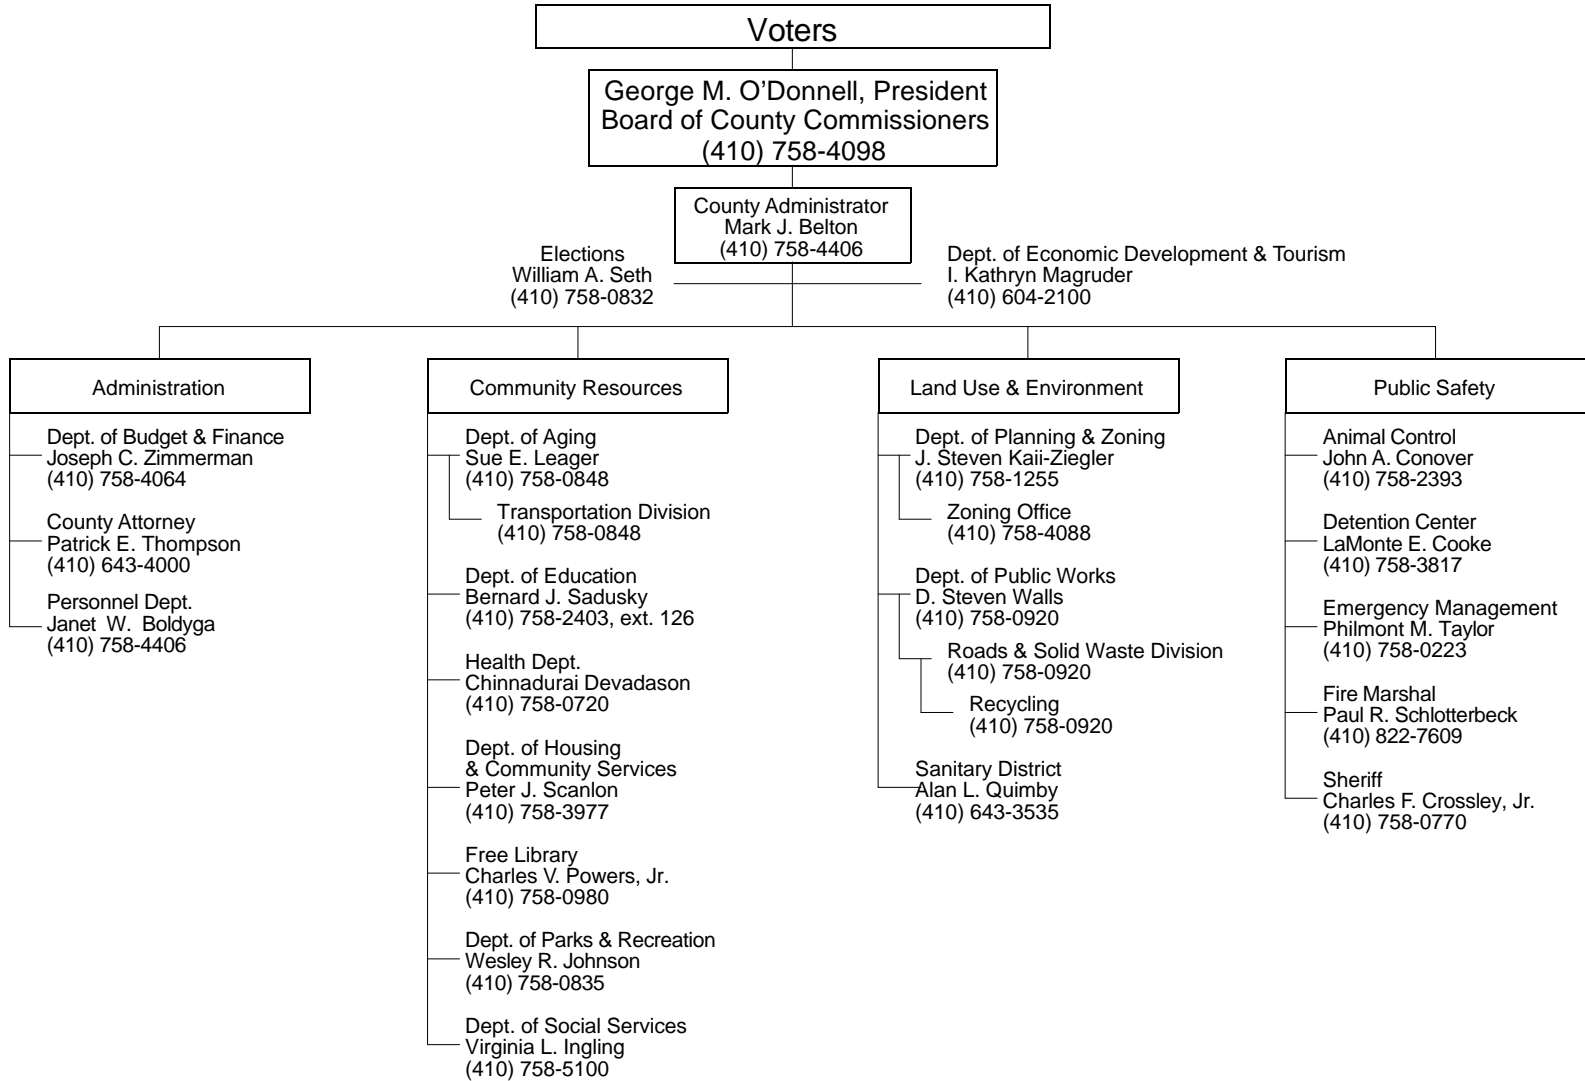 Voters
George M. O’Donnell, President
Board of County Commissioners
(410) 758-4098
County Administrator
Mark J. Belton
(410) 758-4406
Elections
William A. Seth
(410) 758-0832
Dept. of Economic Development & Tourism
I. Kathryn Magruder
(410) 604-2100
Administration
Dept. of Budget & Finance
Joseph C. Zimmerman
(410) 758-4064
County Attorney
Patrick E. Thompson
(410) 643-4000
Personnel Dept.
Janet W. Boldyga
(410) 758-4406
Community Resources
Dept. of Aging
Sue E. Leager
(410) 758-0848
Transportation Division
(410) 758-0848
Dept. of Education
Bernard J. Sadusky
(410) 758-2403, ext. 126
Health Dept.
Chinnadurai Devadason
(410) 758-0720
Dept. of Housing
& Community Services
Peter J. Scanlon
(410) 758-3977
Free Library
Charles V. Powers, Jr.
(410) 758-0980
Dept. of Parks & Recreation
Wesley R. Johnson
(410) 758-0835
Dept. of Social Services
Virginia L. Ingling
(410) 758-5100
Land Use & Environment
Dept. of Planning & Zoning
J. Steven Kaii-Ziegler
(410) 758-1255
Zoning Office
(410) 758-4088
Dept. of Public Works
D. Steven Walls
(410) 758-0920
Roads & Solid Waste Division
(410) 758-0920
Recycling
(410) 758-0920
Sanitary District
Alan L. Quimby
(410) 643-3535
Public Safety
Animal Control
John A. Conover
(410) 758-2393
Detention Center
LaMonte E. Cooke
(410) 758-3817
Emergency Management
Philmont M. Taylor
(410) 758-0223
Fire Marshal
Paul R. Schlotterbeck
(410) 822-7609
Sheriff
Charles F. Crossley, Jr.
(410) 758-0770